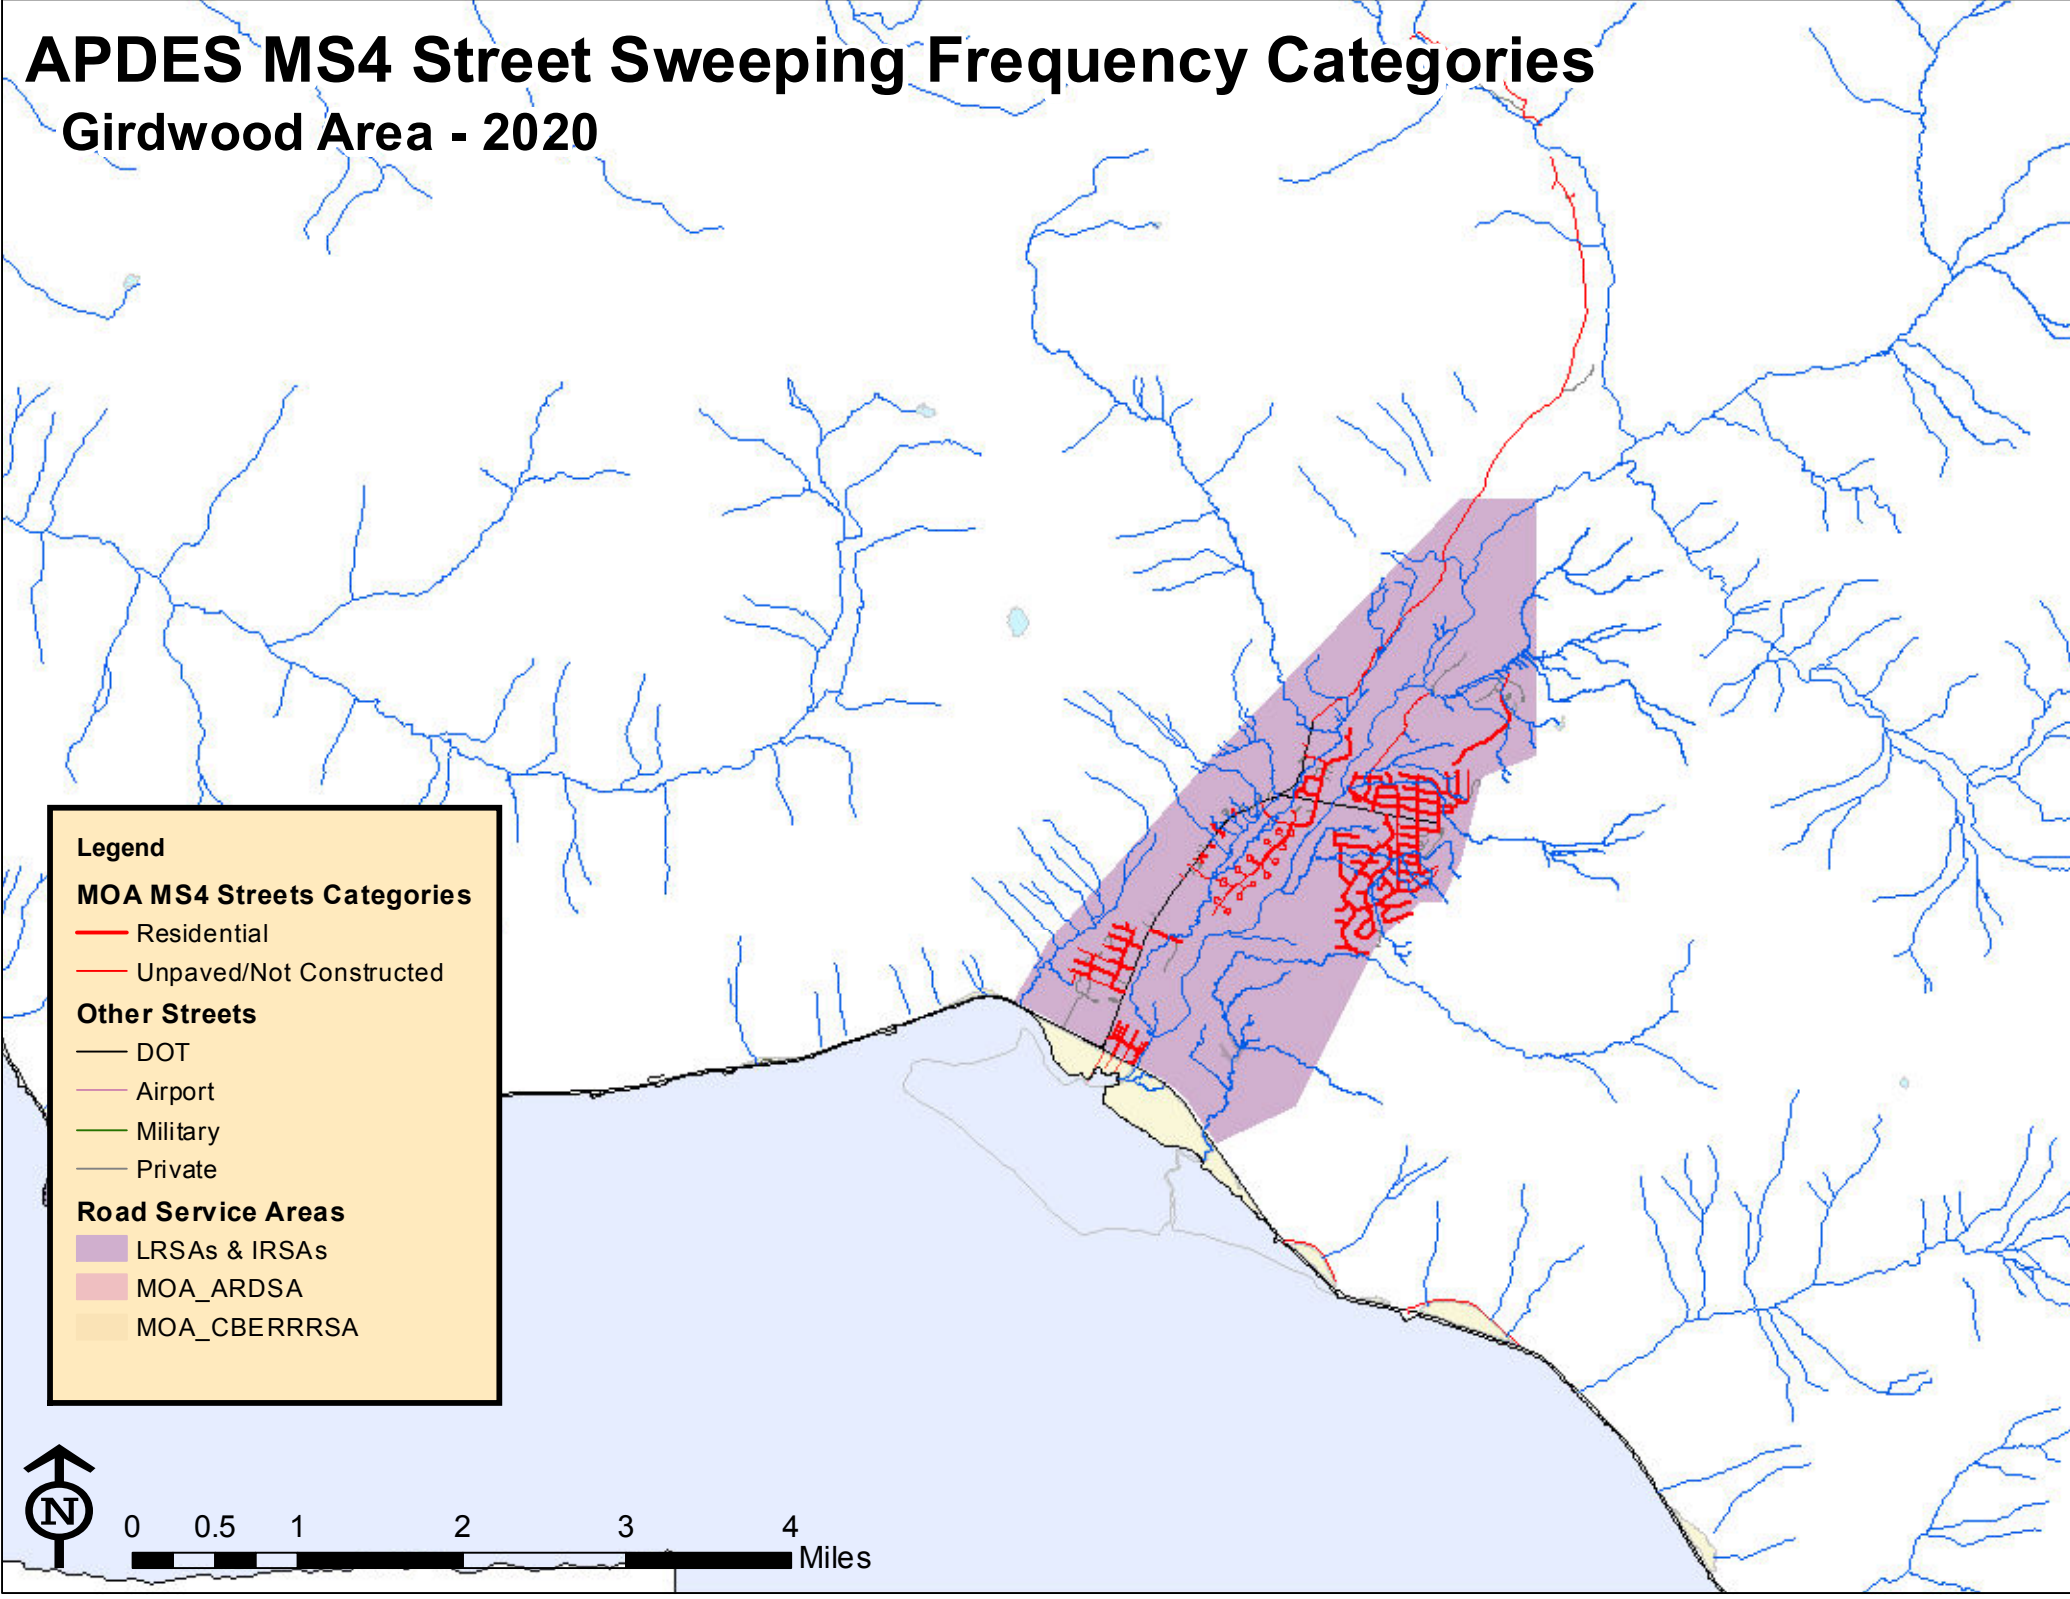 APDES MS4 Street Sweeping Frequency Categories
Girdwood Area - 2020
Legend
MOA MS4 Streets Categories
Residential
Unpaved/Not Constructed
Other Streets
DOT
Airport
Military
Private
Road Service Areas
LRSAs & IRSAs
MOA_ARDSA
MOA_CBERRRSA
N
0 0.5 1 2 3 4
Miles